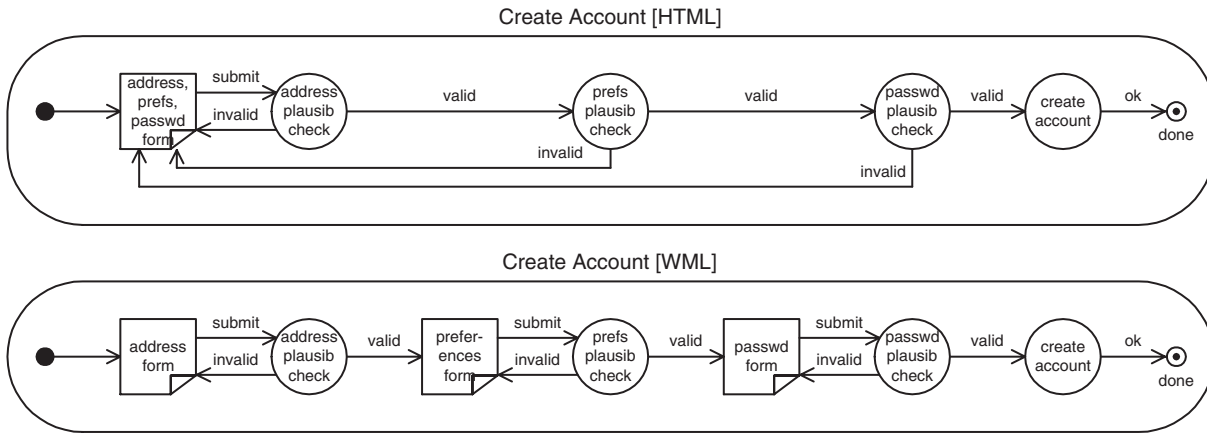 Create Account [HTML]
address,
prefs,
passwd
form
submit
invalid
address
plausib
check
valid
prefs
plausib
check
invalid
valid
passwd
plausib
check
invalid
valid
create
account
ok
done
Create Account [WML]
address
form
submit
invalid
address
plausib
check
valid
prefer-
ences
form
submit
invalid
prefs
plausib
check
valid
passwd
form
submit
invalid
passwd
plausib
check
valid
create
account
ok
done